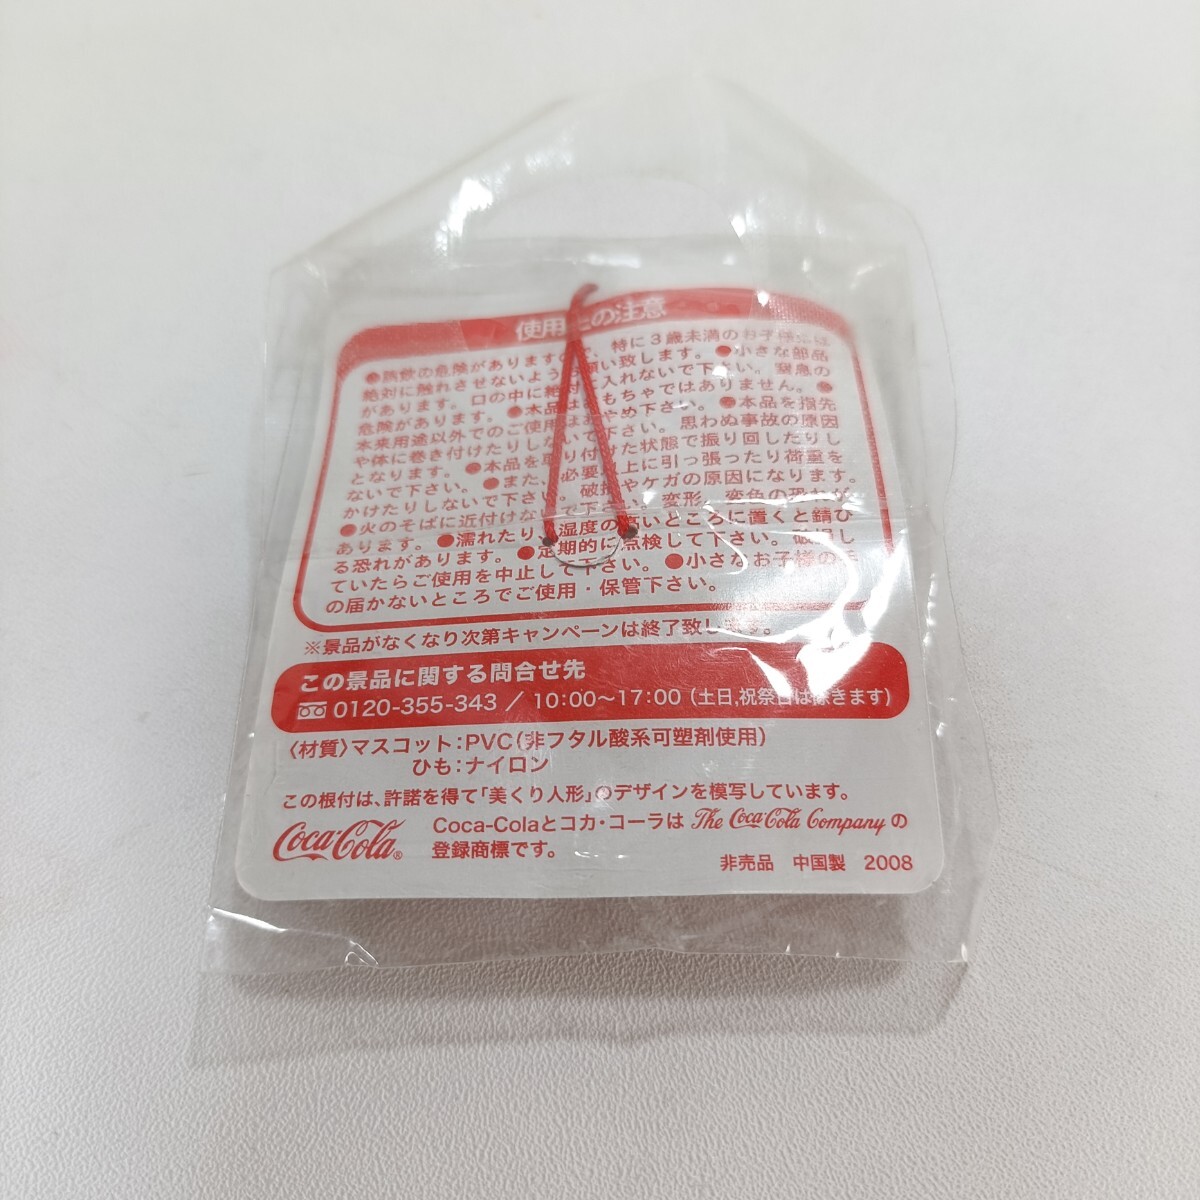 使用上の注意
●誤飲の危険がありますので、特に3歳未満のお子様には
絶対に触れさせないようお願い致します。●小さな部品
があります。口の中に絶対に入れないで下さい。窒息の
危険があります。●本品はおもちゃではありません。●
本来用途以外でのご使用はおやめ下さい。●本品を指先
や体に巻き付けたりしないで下さい。思わぬ事故の原因
となります。●本品を取り付けた状態で振り回したりし
ないで下さい。●また、必要以上に引っ張ったり荷重を
かけたりしないで下さい。破損やケガの原因になります。
●火のそばに近付けないで下さい。変形、変色の恐れが
あります。●濡れたり、湿度の高いところに置くと錆び
る恐れがあります。●定期的に点検して下さい。破損し
ていたらご使用を中止して下さい。●小さなお子様の手
の届かないところでご使用・保管下さい。
※景品がなくなり次第キャンペーンは終了致します。
この景品に関する問合せ先
0120-355-343 / 10:00〜17:00 (土日,祝祭日は除きます)
〈材質〉マスコット:PVC(非フタル酸系可塑剤使用)
ひも:ナイロン
この根付は、許諾を得て「美くり人形」のデザインを模写しています。
Coca-Cola® Coca-Colaとコカ・コーラは The Coca-Cola Company の
登録商標です。
非売品 中国製 2008